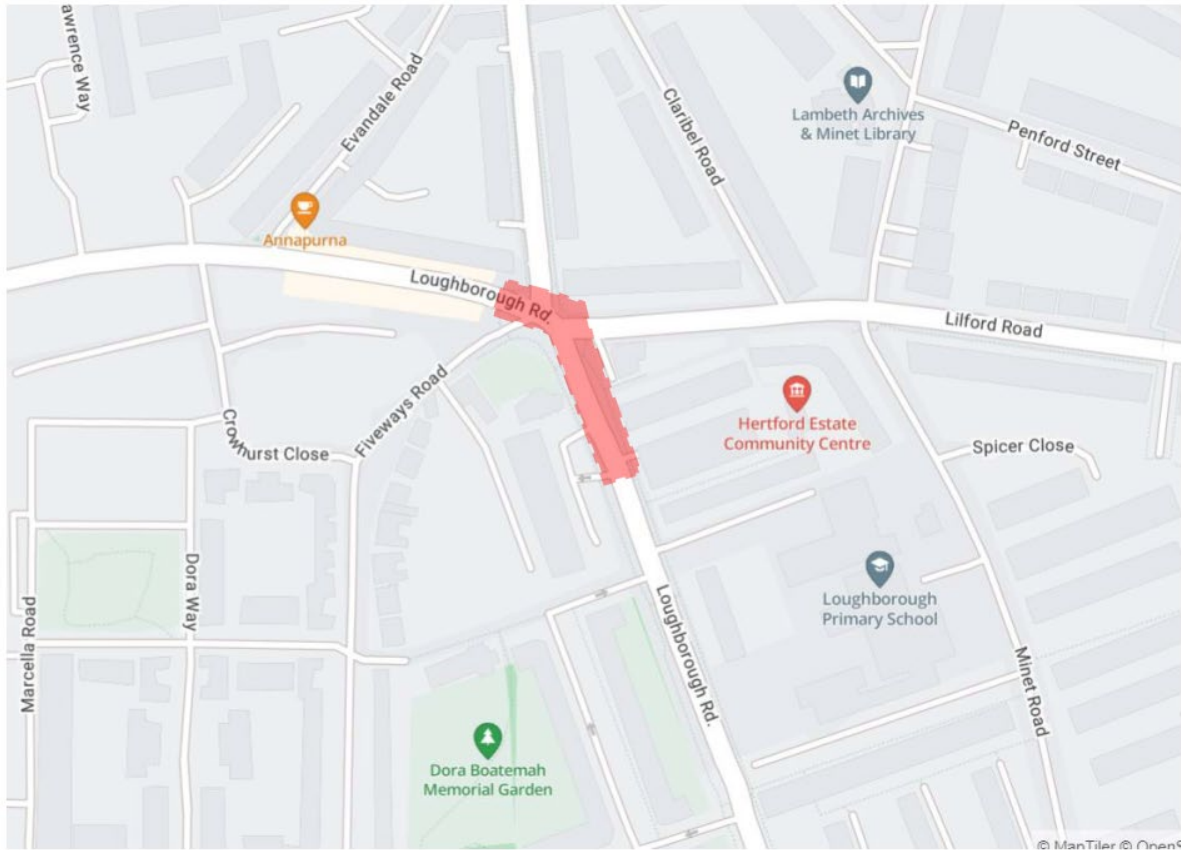 awrence Way
Evandale Road
Claribel Road
Lambeth Archives
& Minet Library
Penford Street
Annapurna
Loughborough Rd.
Lilford Road
Fiveways Road
Hertford Estate
Community Centre
Crowhurst Close
Spicer Close
Dora Way
Marcella Road
Loughborough
Primary School
Loughborough Rd.
Minet Road
Dora Boatemah
Memorial Garden
© MapTiler © OpenS